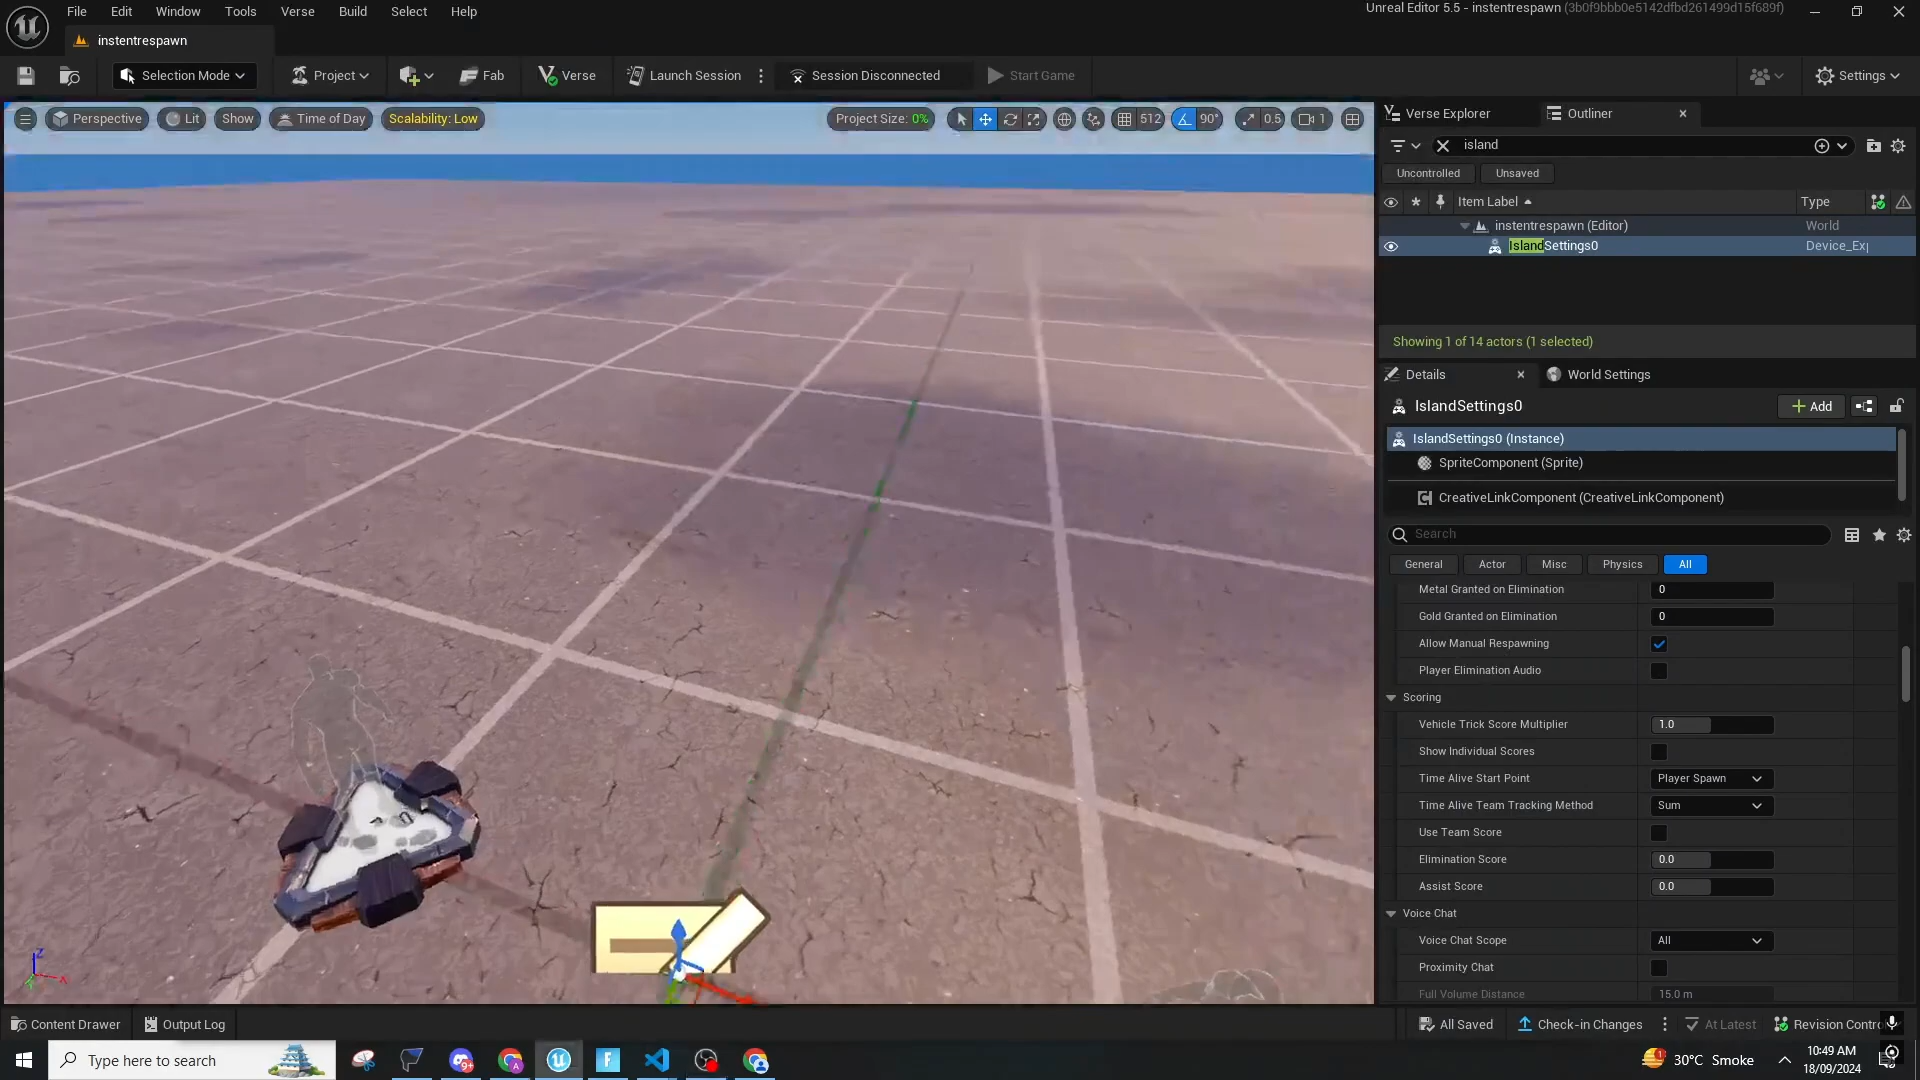 File Edit Window Tools Verse Build Select Help
Unreal Editor 5.5 - instentrespawn (3b0f9bbb0e5142dfbd261499d15f689f)
instentrespawn
Selection Mode Project Fab Verse Launch Session Session Disconnected Start Game Settings
Perspective Lit Show Time of Day Scalability: Low Project Size: 0% 512 90° 0.5 1
Verse Explorer Outliner
island
Uncontrolled Unsaved
Item Label Type
instentrespawn (Editor) World
IslandSettings0 Device_Ex
Showing 1 of 14 actors (1 selected)
Details World Settings
IslandSettings0 Add
IslandSettings0 (Instance)
SpriteComponent (Sprite)
CreativeLinkComponent (CreativeLinkComponent)
Search
General Actor Misc Physics All
Metal Granted on Elimination 0
Gold Granted on Elimination 0
Allow Manual Respawning
Player Elimination Audio
Scoring
Vehicle Trick Score Multiplier 1.0
Show Individual Scores
Time Alive Start Point Player Spawn
Time Alive Team Tracking Method Sum
Use Team Score
Elimination Score 0.0
Assist Score 0.0
Voice Chat
Voice Chat Scope All
Proximity Chat
Full Volume Distance 15.0 m
Content Drawer Output Log All Saved Check-in Changes At Latest Revision Contro
Type here to search 9+ 1 30°C Smoke 10:49 AM
18/09/2024